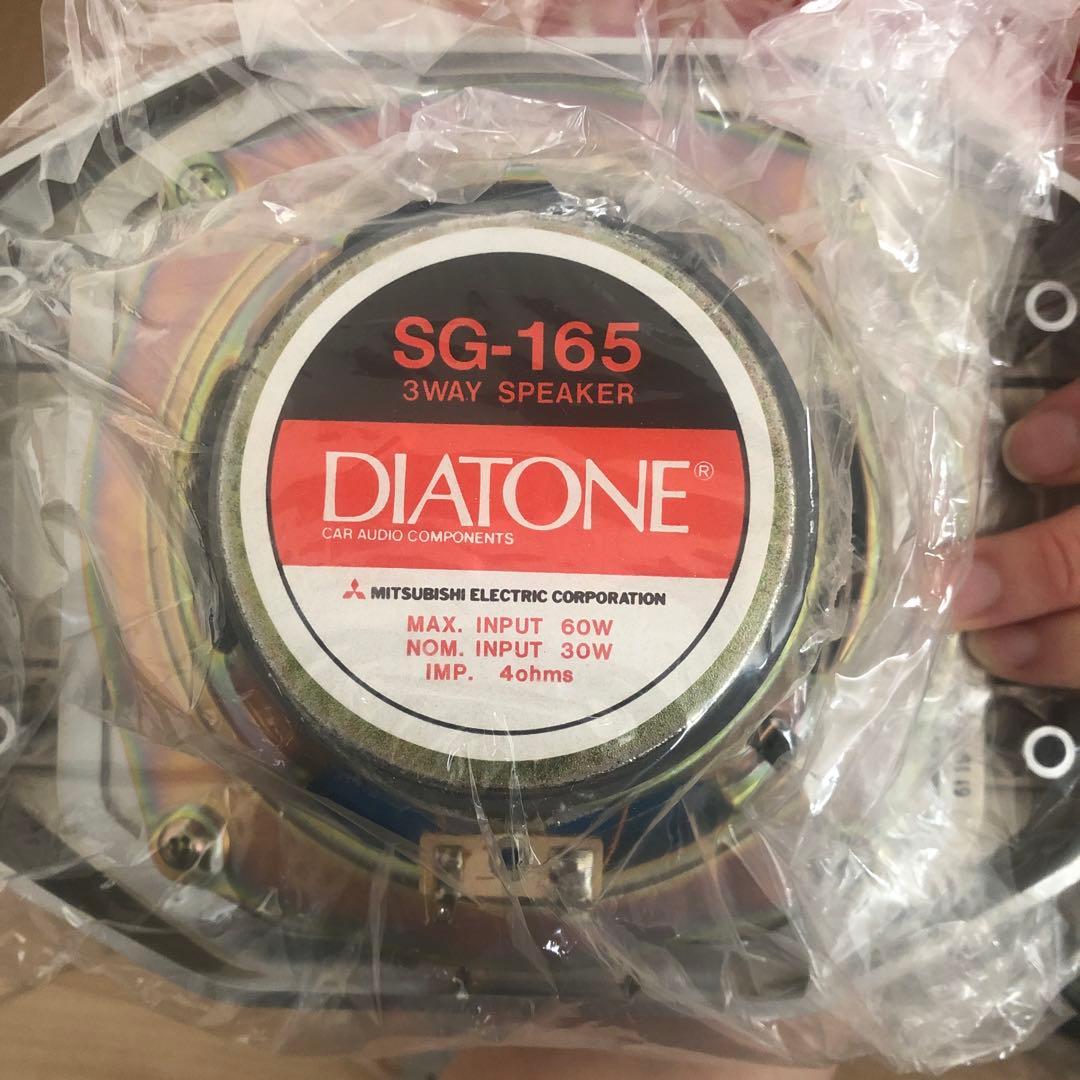 SG-165
3WAY SPEAKER
DIATONE®
CAR AUDIO COMPONENTS
MITSUBISHI ELECTRIC CORPORATION
MAX. INPUT 60W
NOM. INPUT 30W
IMP. 4ohms